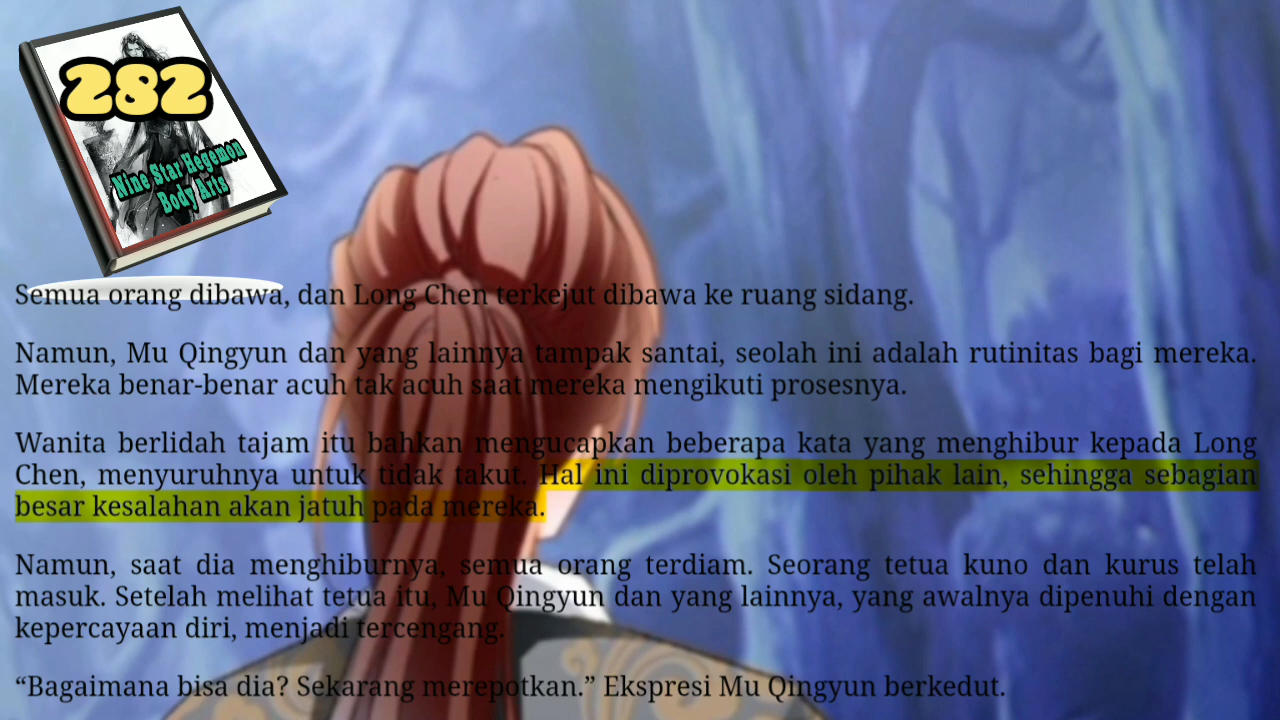 282
Nine Star Hegemon
Body Arts
Semua orang dibawa, dan Long Chen terkejut dibawa ke ruang sidang.
Namun, Mu Qingyun dan yang lainnya tampak santai, seolah ini adalah rutinitas bagi mereka.
Mereka benar-benar acuh tak acuh saat mereka mengikuti prosesnya.
Wanita berlidah tajam itu bahkan mengucapkan beberapa kata yang menghibur kepada Long
Chen, menyuruhnya untuk tidak takut. Hal ini diprovokasi oleh pihak lain, sehingga sebagian
besar kesalahan akan jatuh pada mereka.
Namun, saat dia menghiburnya, semua orang terdiam. Seorang tetua kuno dan kurus telah
masuk. Setelah melihat tetua itu, Mu Qingyun dan yang lainnya, yang awalnya dipenuhi dengan
kepercayaan diri, menjadi tercengang.
“Bagaimana bisa dia? Sekarang merepotkan.” Ekspresi Mu Qingyun berkedut.